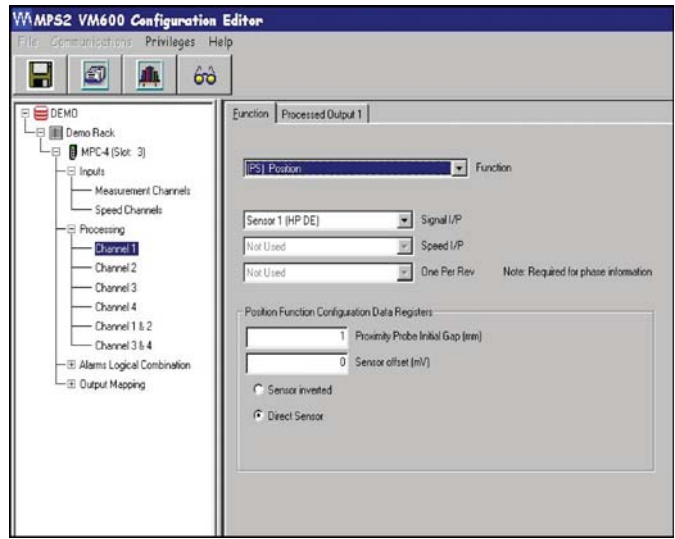 MPS2 VM600 Configuration Editor
File Communications Privileges Help
DEMO
Demo Rack
MPC-4 (Slot: 3)
Inputs
Measurement Channels
Speed Channels
Processing
Channel 1
Channel 2
Channel 3
Channel 4
Channel 1 & 2
Channel 3 & 4
Alarms Logical Combination
Output Mapping
Function Processed Output 1
(PS) Position Function
Sensor 1 (HP DE) Signal I/P
Not Used Speed I/P
Not Used One Per Rev Note: Required for phase information
Position Function Configuration Data Registers
1 Proximity Probe Initial Gap (mm)
0 Sensor offset (mV)
Sensor inverted
Direct Sensor